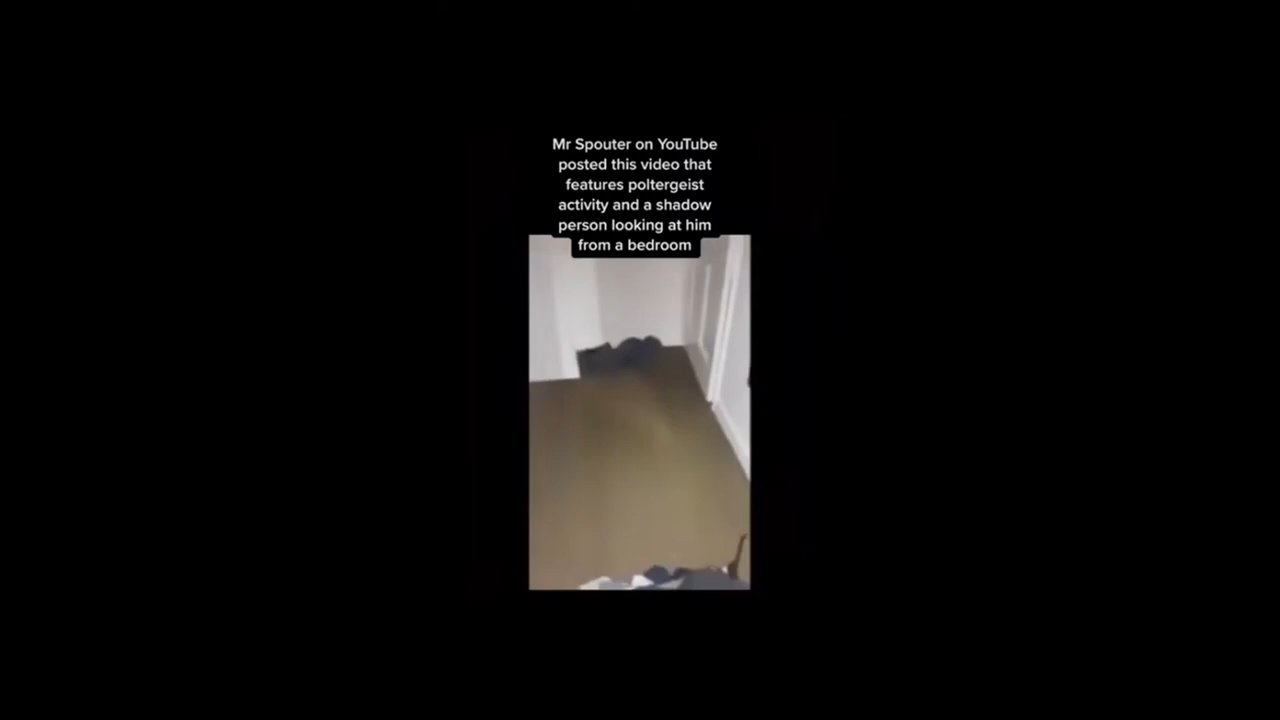 Mr Spouter on YouTube
posted this video that
features poltergeist
activity and a shadow
person looking at him
from a bedroom